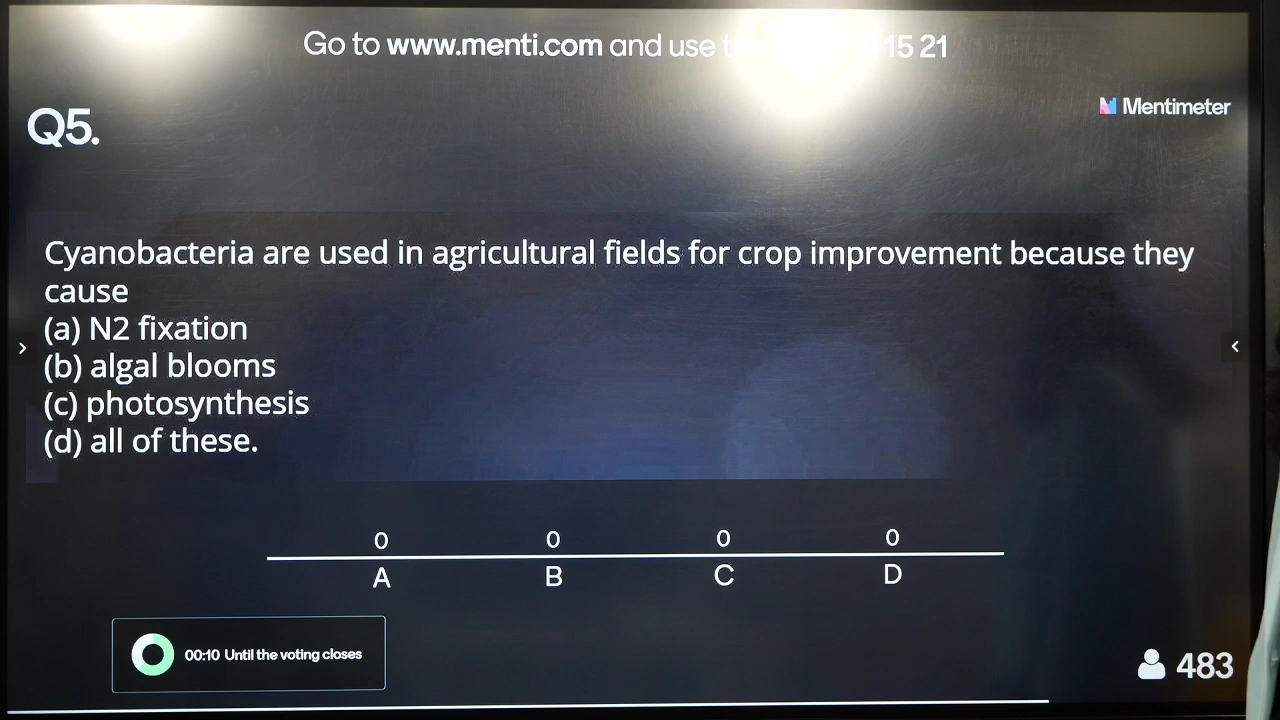 Go to www.menti.com and use 15 21
Mentimeter
Q5.
Cyanobacteria are used in agricultural fields for crop improvement because they
cause
(a) N2 fixation
(b) algal blooms
(c) photosynthesis
(d) all of these.
0 0 0 0
A B C D
00:10 Until the voting closes
483